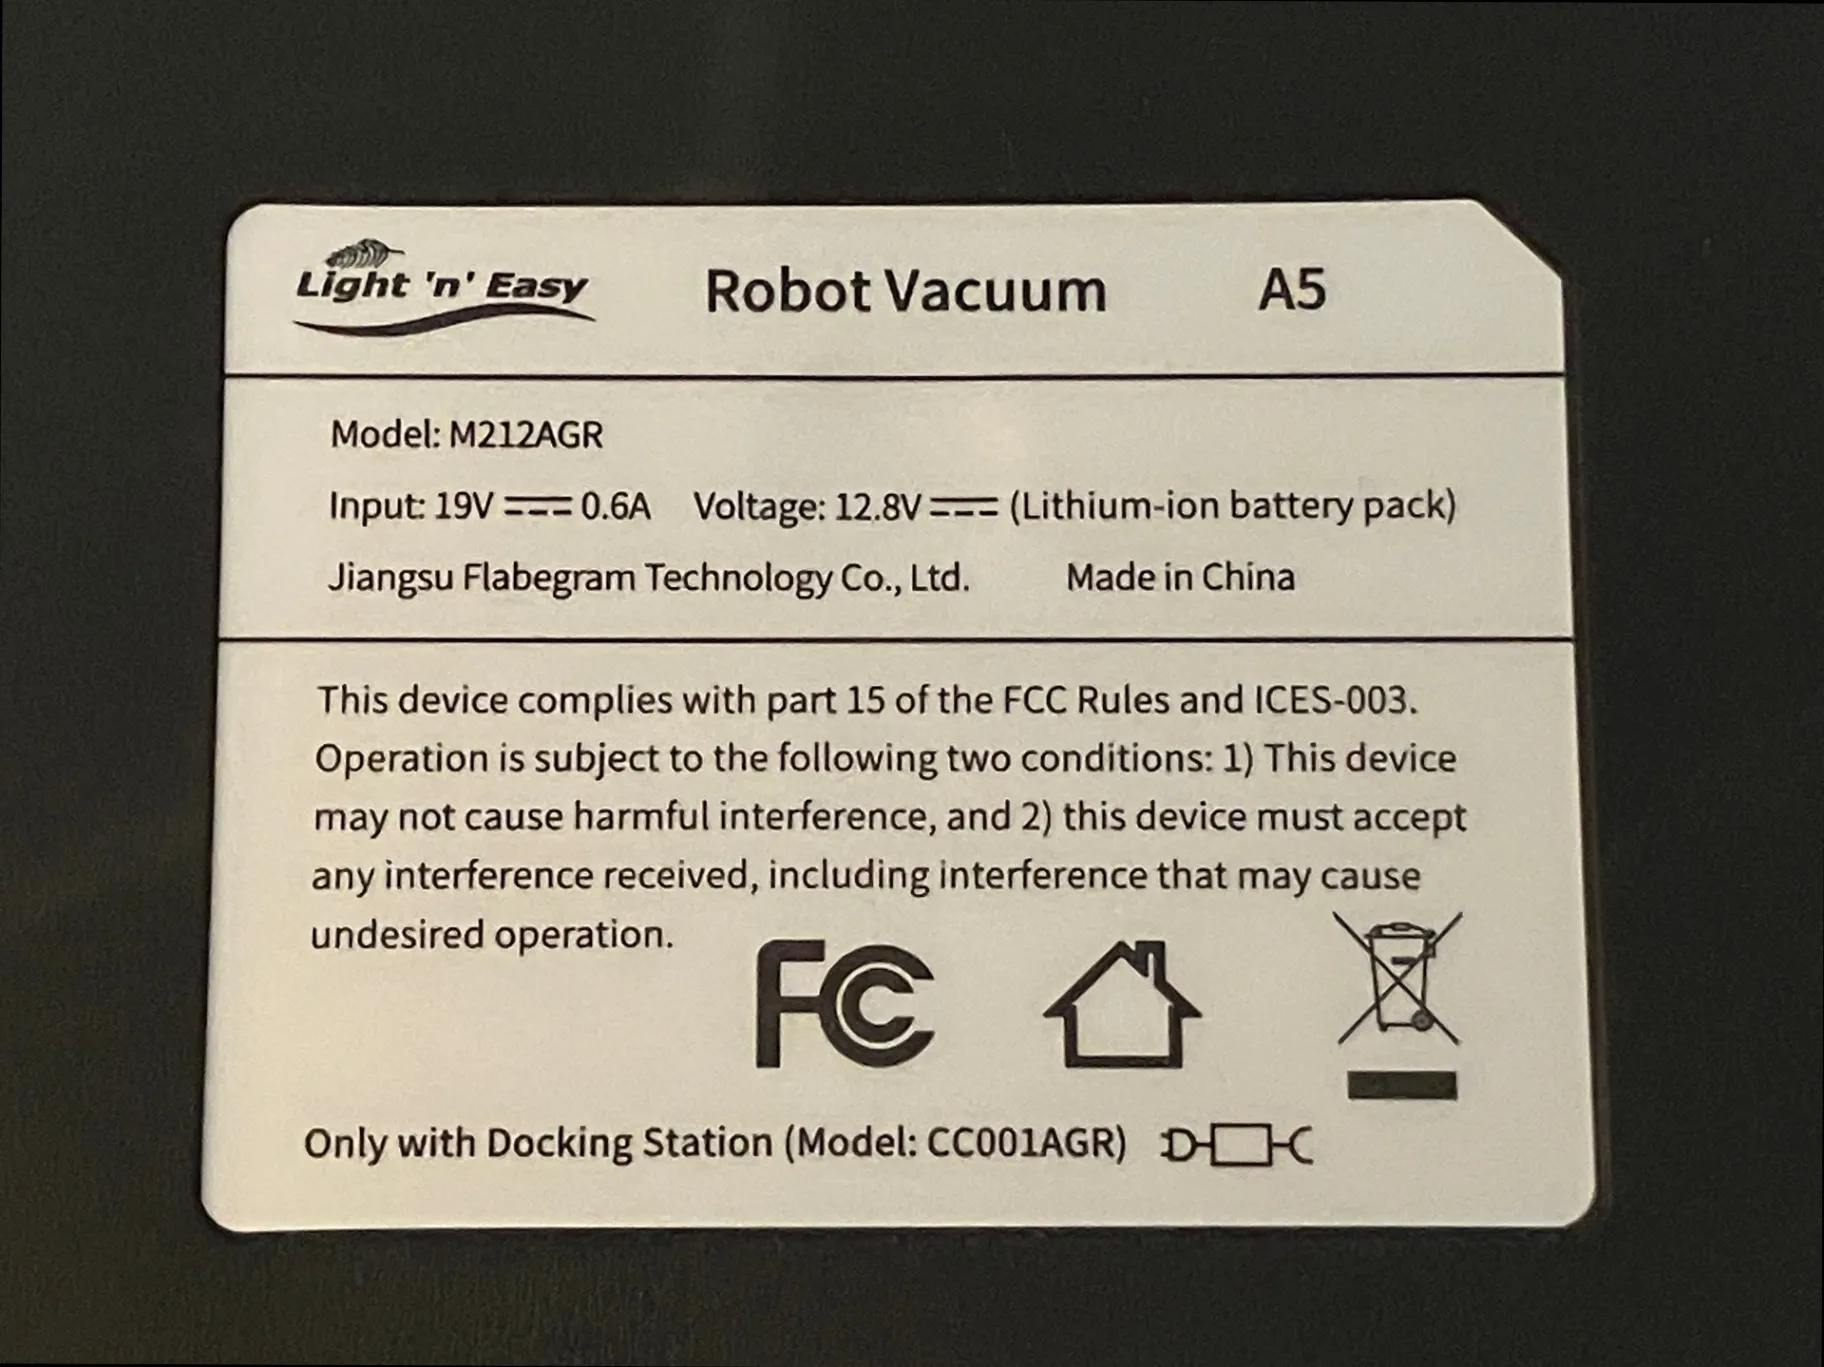 Light 'n' Easy Robot Vacuum A5
Model: M212AGR
Input: 19V ⎓ 0.6A Voltage: 12.8V ⎓ (Lithium-ion battery pack)
Jiangsu Flabegram Technology Co., Ltd. Made in China
This device complies with part 15 of the FCC Rules and ICES-003.
Operation is subject to the following two conditions: 1) This device
may not cause harmful interference, and 2) this device must accept
any interference received, including interference that may cause
undesired operation.
FC
Only with Docking Station (Model: CC001AGR)